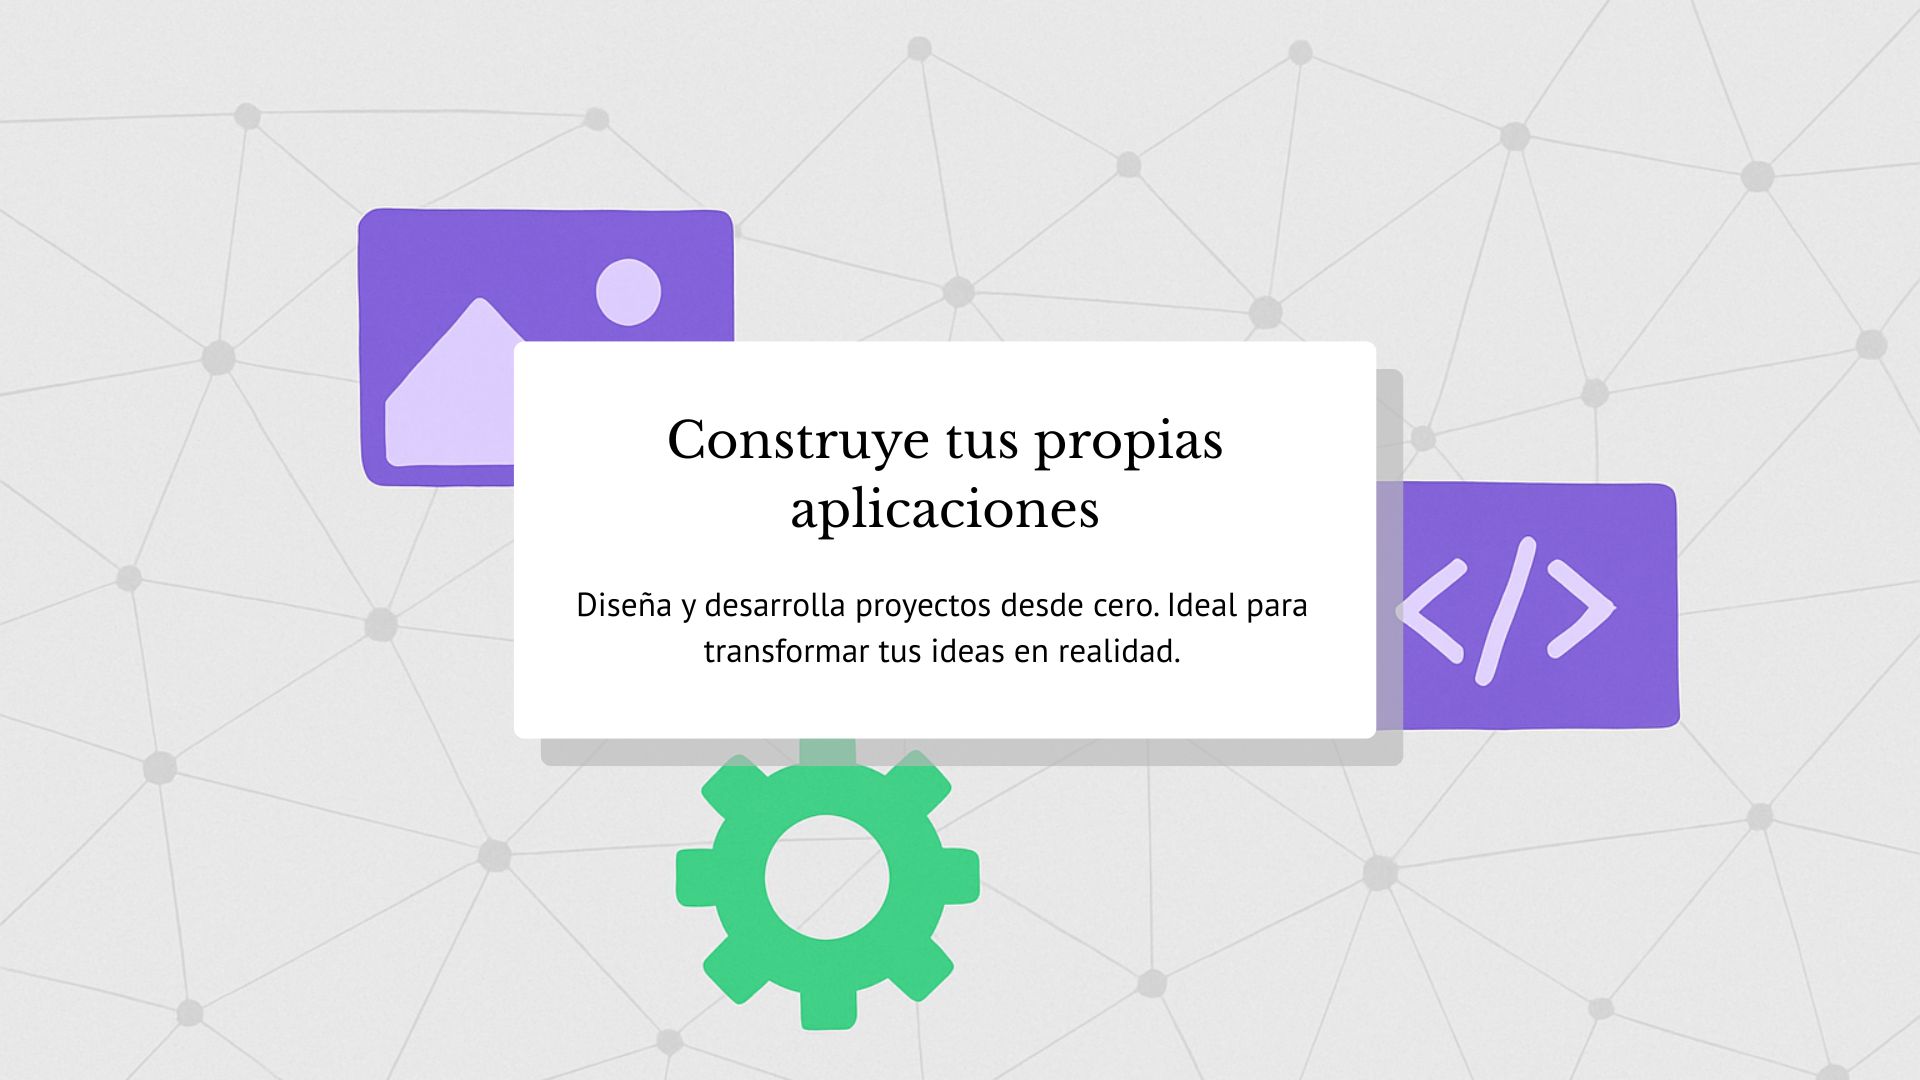 Construye tus propias
aplicaciones
Diseña y desarrolla proyectos desde cero. Ideal para
transformar tus ideas en realidad.
</>